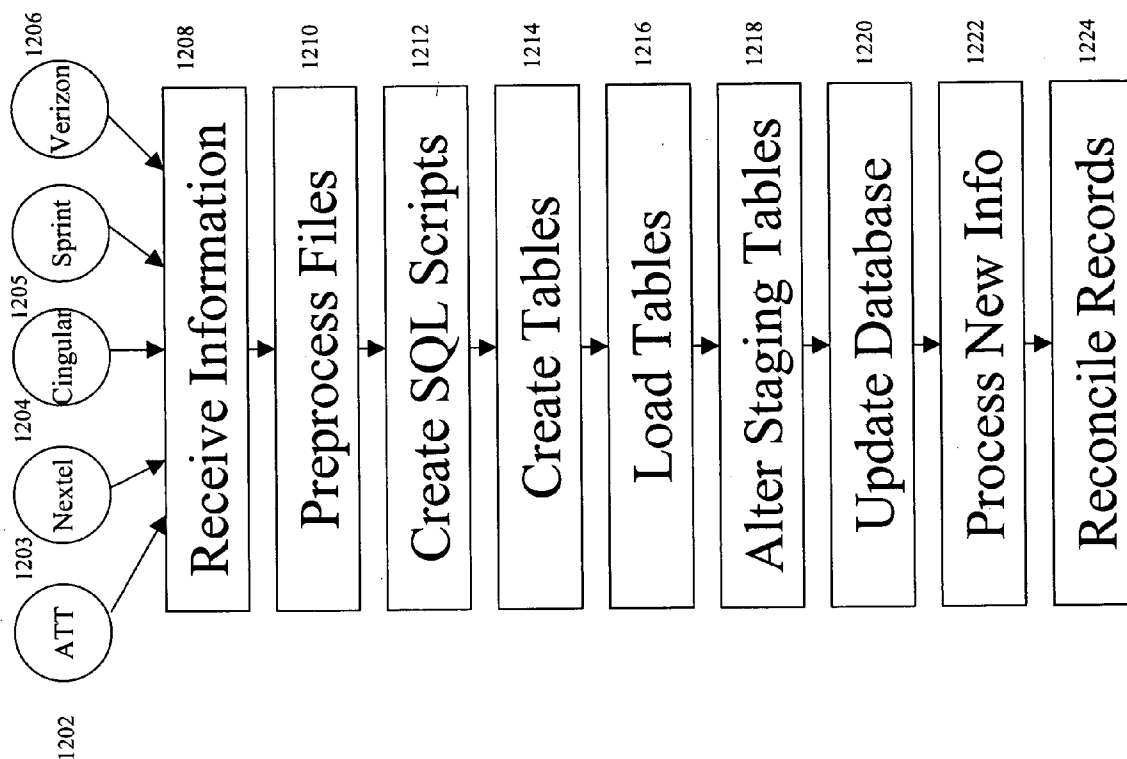 1202
ATT
1203
Nextel
1204
Cingular
1205
Sprint
1206
Verizon
Receive Information
1208
Preprocess Files
1210
Create SQL Scripts
1212
Create Tables
1214
Load Tables
1216
Alter Staging Tables
1218
Update Database
1220
Process New Info
1222
Reconcile Records
1224